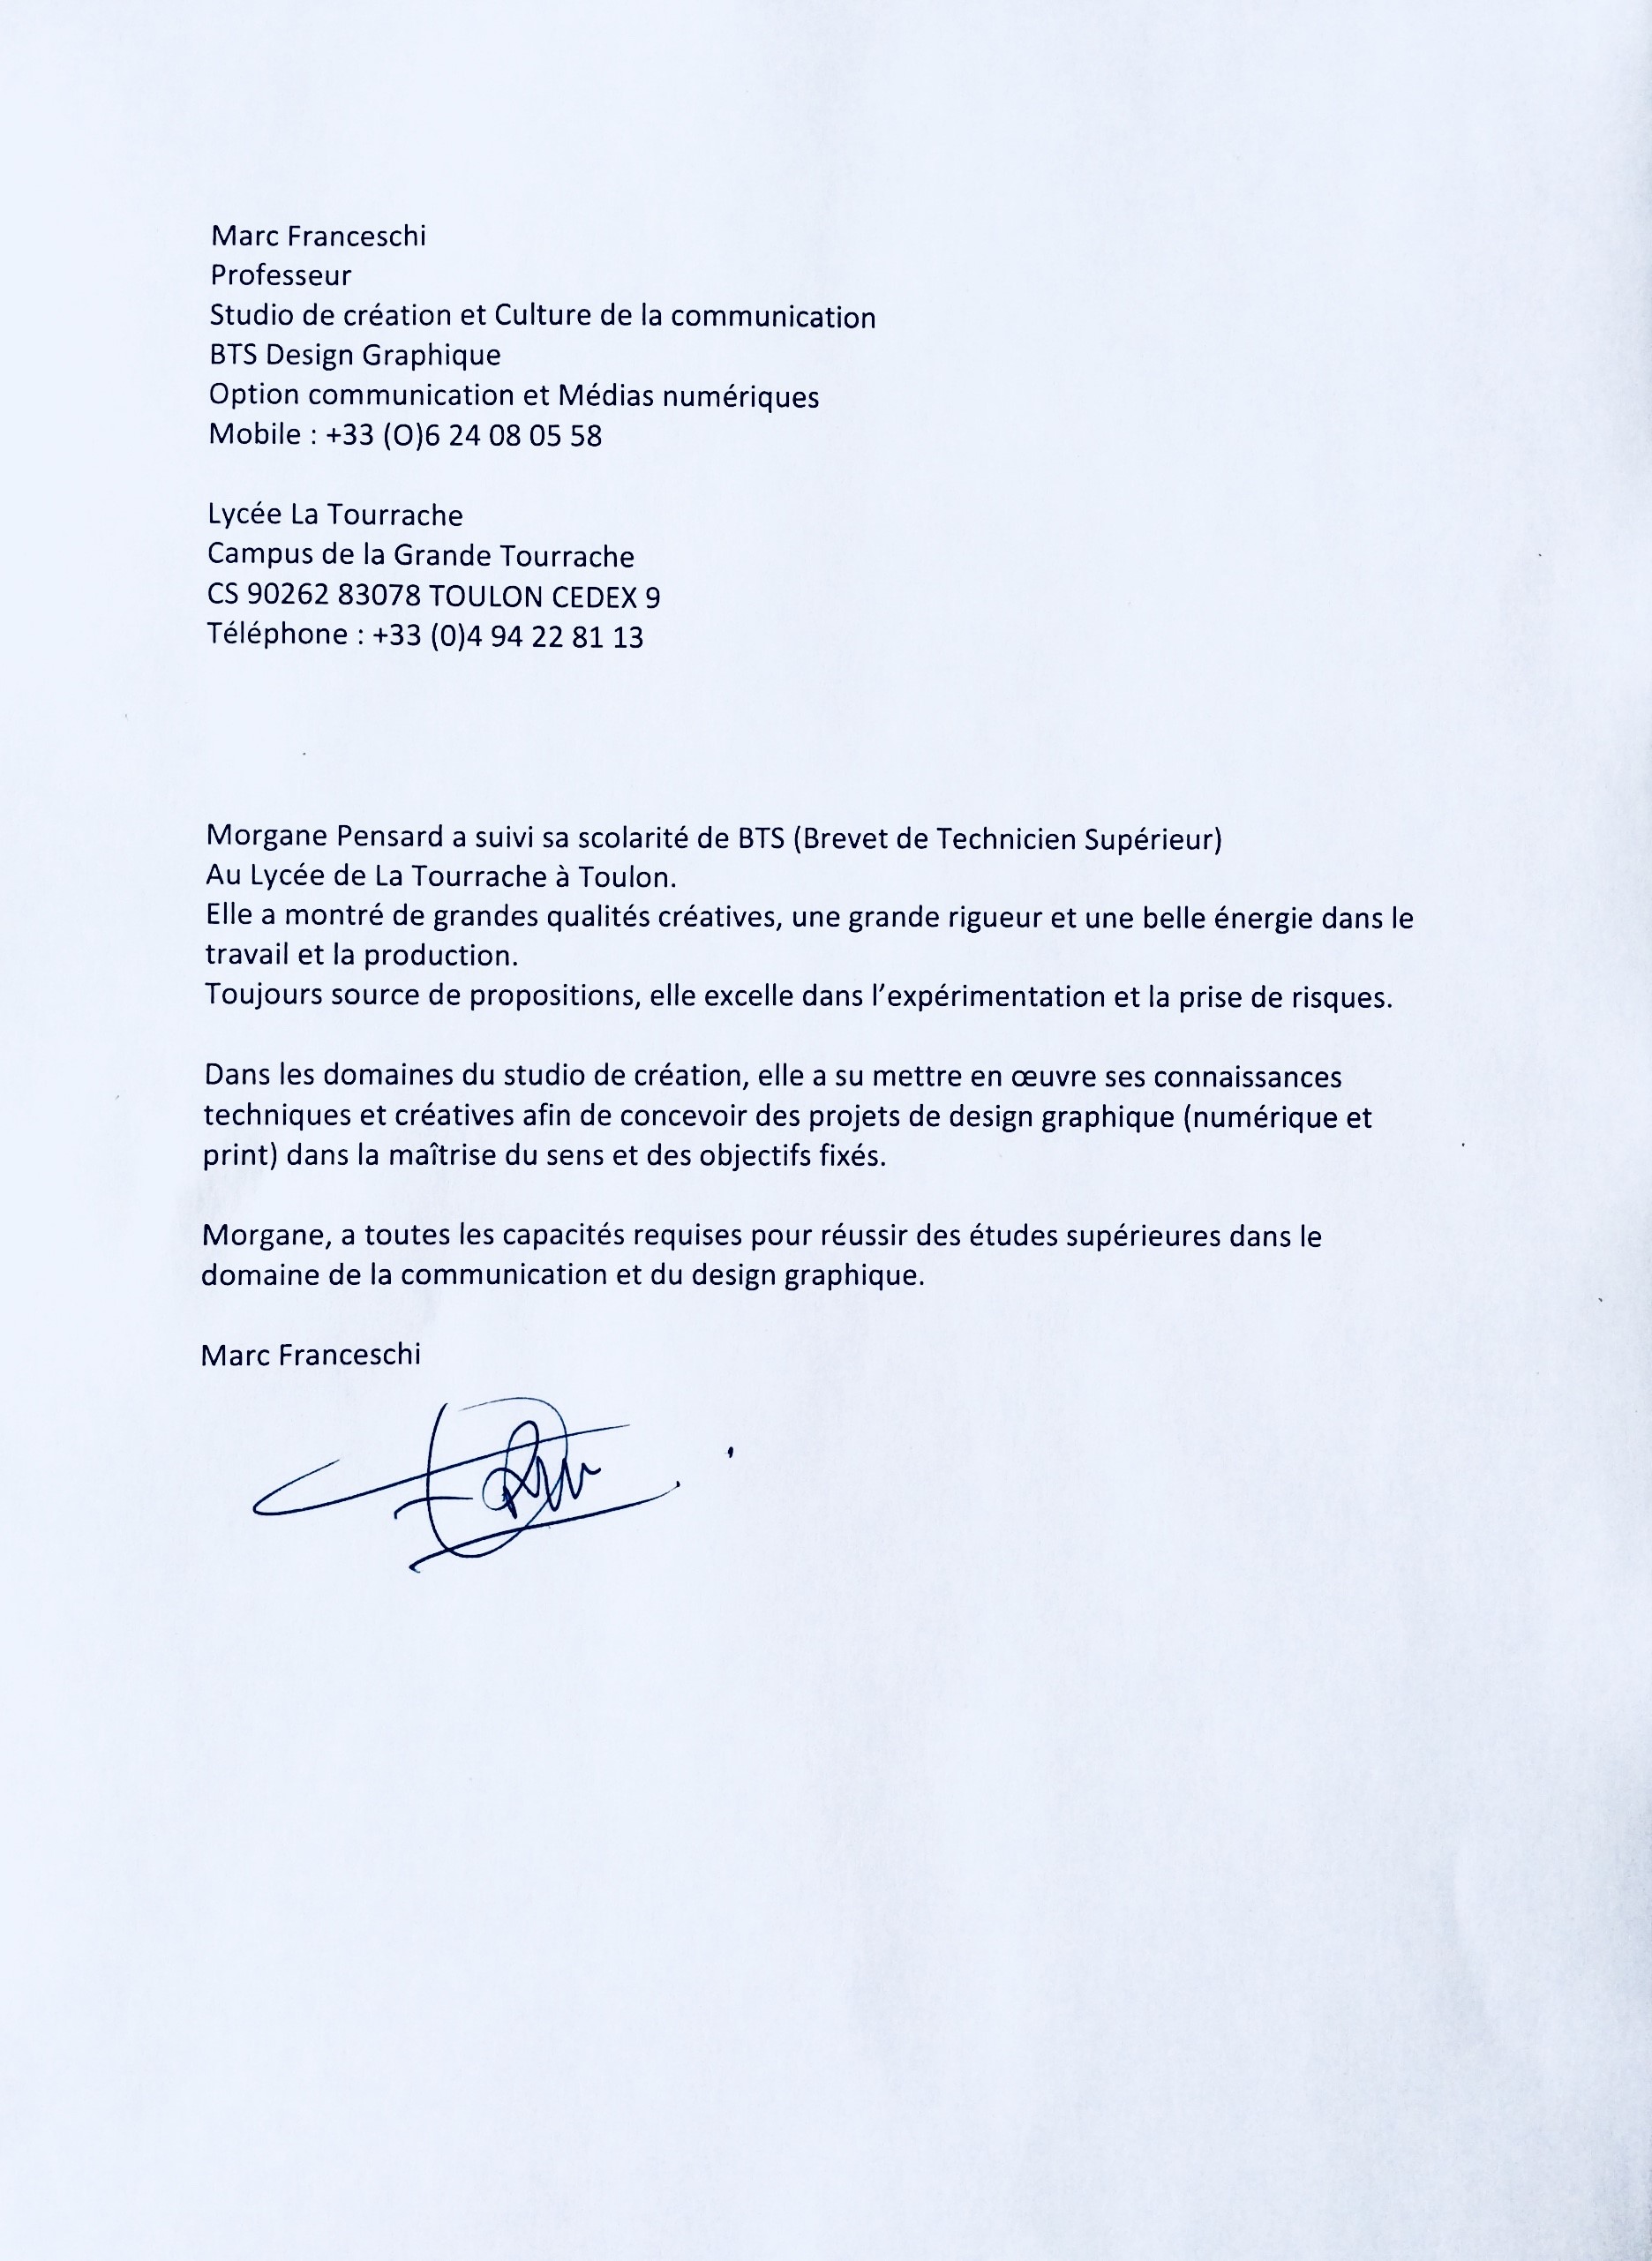 Marc Franceschi
Professeur
Studio de création et Culture de la communication
BTS Design Graphique
Option communication et Médias numériques
Mobile : +33 (O)6 24 08 05 58
Lycée La Tourrache
Campus de la Grande Tourrache
CS 90262 83078 TOULON CEDEX 9
Téléphone : +33 (0)4 94 22 81 13
Morgane Pensard a suivi sa scolarité de BTS (Brevet de Technicien Supérieur)
Au Lycée de La Tourrache à Toulon.
Elle a montré de grandes qualités créatives, une grande rigueur et une belle énergie dans le
travail et la production.
Toujours source de propositions, elle excelle dans l’expérimentation et la prise de risques.
Dans les domaines du studio de création, elle a su mettre en œuvre ses connaissances
techniques et créatives afin de concevoir des projets de design graphique (numérique et
print) dans la maîtrise du sens et des objectifs fixés.
Morgane, a toutes les capacités requises pour réussir des études supérieures dans le
domaine de la communication et du design graphique.
Marc Franceschi